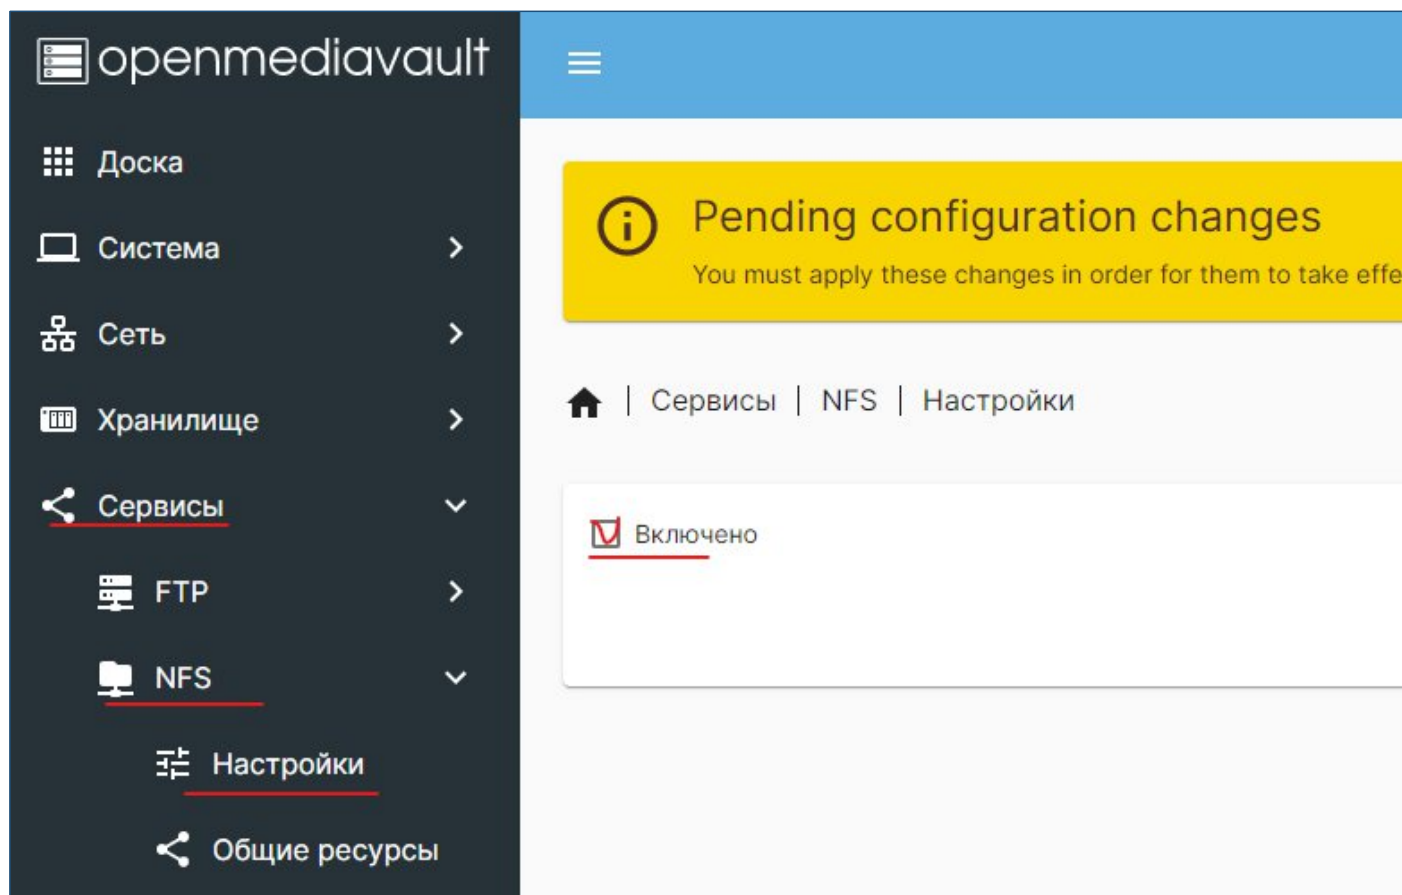 openmediavault
Доска
Система
Сеть
Хранилище
Сервисы
FTP
NFS
Настройки
Общие ресурсы
Pending configuration changes
You must apply these changes in order for them to take effe
Сервисы | NFS | Настройки
Включено